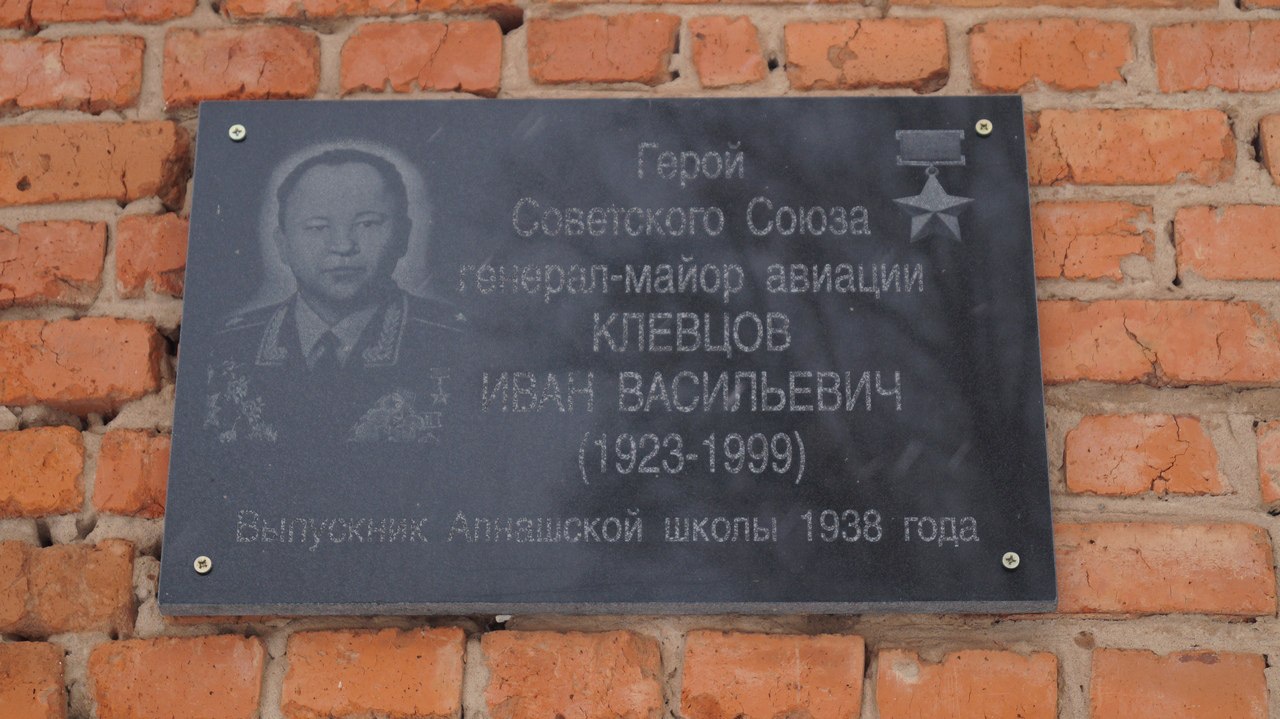 Герой
Советского Союза
генерал-майор авиации
КЛЕВЦОВ
ИВАН ВАСИЛЬЕВИЧ
(1923-1999)
Выпускник Алнашской школы 1938 года